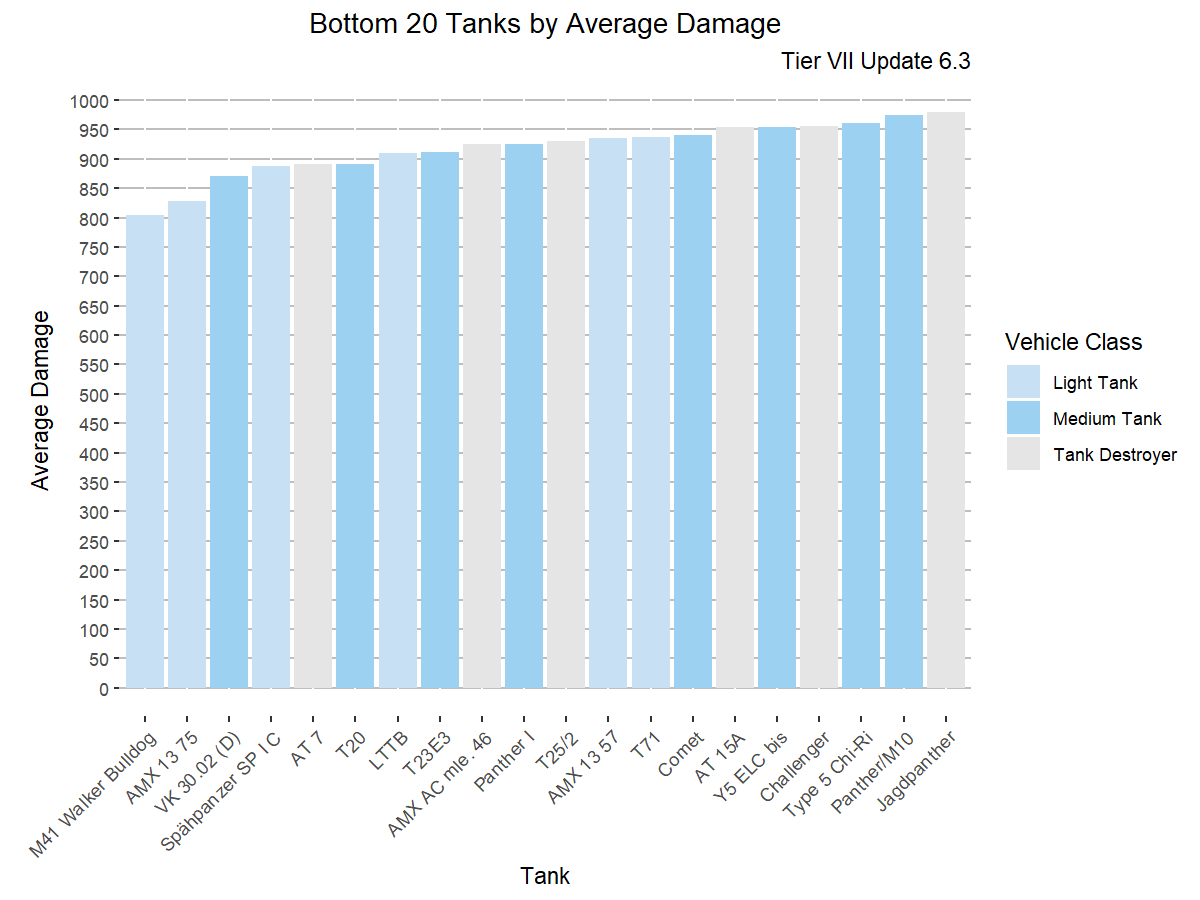 Bottom 20 Tanks by Average Damage
Tier VII Update 6.3
Average Damage
1000
950
900
850
800
750
700
650
600
550
500
450
400
350
300
250
200
150
100
50
0
M41 Walker Bulldog
AMX 13 75
VK 30.02 (D)
Spähpanzer SP I C
AT 7
T20
LTTB
T23E3
AMX AC mle. 46
Panther I
T25/2
AMX 13 57
T71
Comet
AT 15A
Y5 ELC bis
Challenger
Type 5 Chi-Ri
Panther/M10
Jagdpanther
Tank
Vehicle Class
Light Tank
Medium Tank
Tank Destroyer